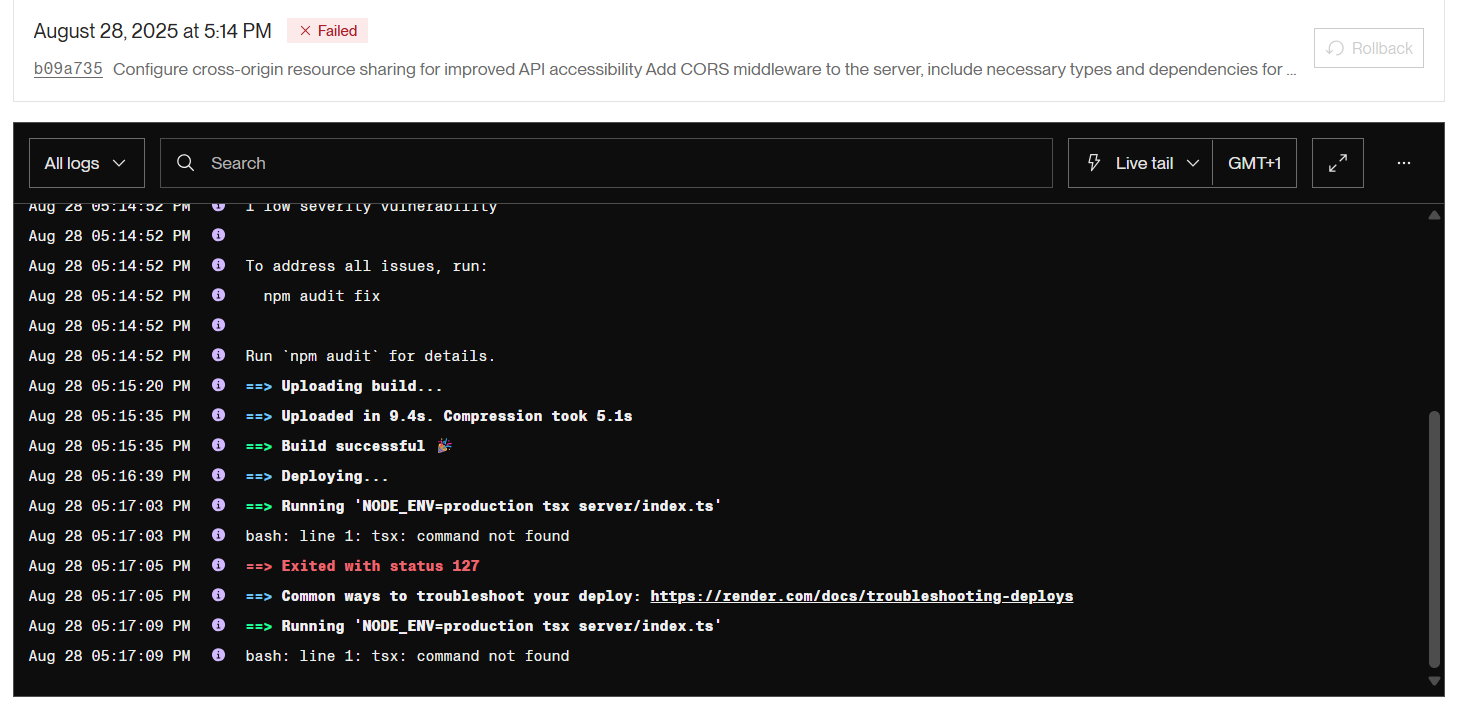 August 28, 2025 at 5:14 PM Failed
Rollback
b09a735 Configure cross-origin resource sharing for improved API accessibility Add CORS middleware to the server, include necessary types and dependencies for ...
All logs Search Live tail GMT+1 ...
Aug 28 05:14:52 PM 1 low severity vulnerability
Aug 28 05:14:52 PM
Aug 28 05:14:52 PM To address all issues, run:
Aug 28 05:14:52 PM npm audit fix
Aug 28 05:14:52 PM
Aug 28 05:14:52 PM Run `npm audit` for details.
Aug 28 05:15:20 PM ==> Uploading build...
Aug 28 05:15:35 PM ==> Uploaded in 9.4s. Compression took 5.1s
Aug 28 05:15:35 PM ==> Build successful 🎉
Aug 28 05:16:39 PM ==> Deploying...
Aug 28 05:17:03 PM ==> Running 'NODE_ENV=production tsx server/index.ts'
Aug 28 05:17:03 PM bash: line 1: tsx: command not found
Aug 28 05:17:05 PM ==> Exited with status 127
Aug 28 05:17:05 PM ==> Common ways to troubleshoot your deploy: https://render.com/docs/troubleshooting-deploys
Aug 28 05:17:09 PM ==> Running 'NODE_ENV=production tsx server/index.ts'
Aug 28 05:17:09 PM bash: line 1: tsx: command not found